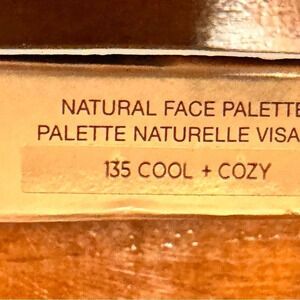 NATURAL FACE PALETTE
PALETTE NATURELLE VISA
135 COOL + COZY